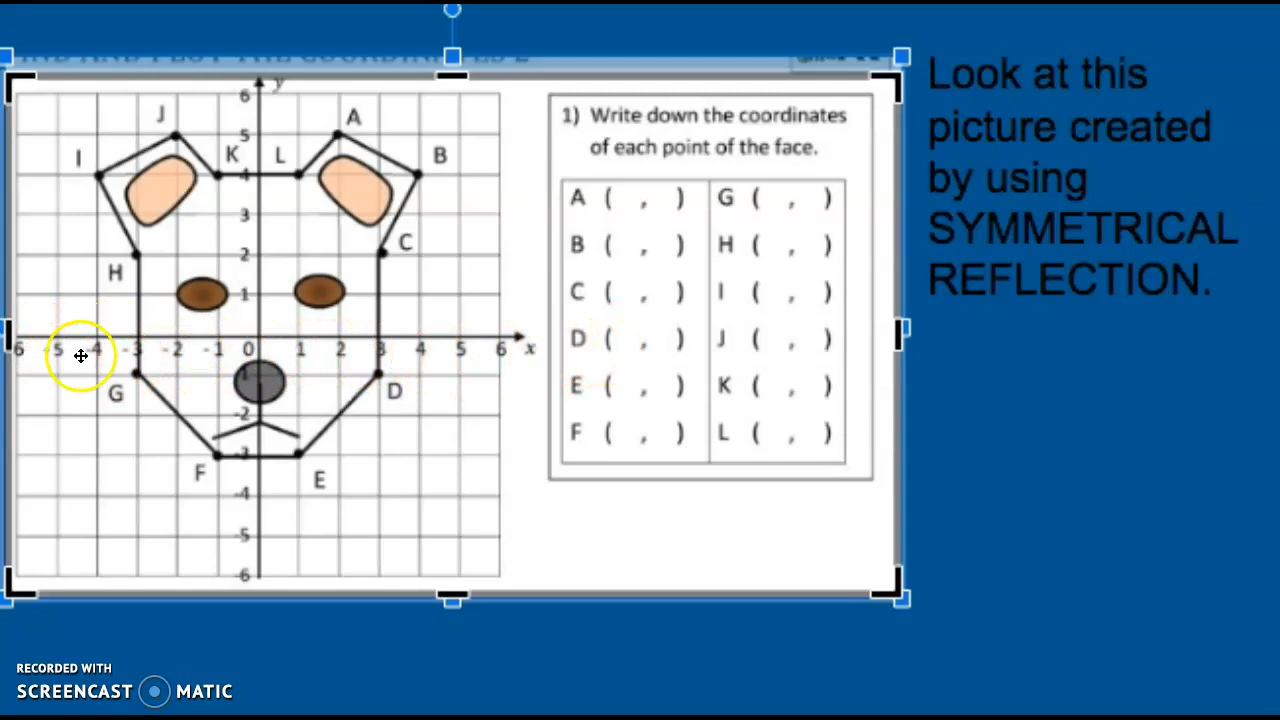 Look at this
picture created
by using
SYMMETRICAL
REFLECTION.
1) Write down the coordinates
of each point of the face.
A ( , ) G ( , )
B ( , ) H ( , )
C ( , ) I ( , )
D ( , ) J ( , )
E ( , ) K ( , )
F ( , ) L ( , )
y
6
J 5 A
I K L B
4
3
H 2 C
1
6 -5 -4 -3 -2 -1 0 1 2 3 4 5 6 x
G D
-2
-3
F E
-4
-5
-6
RECORDED WITH
SCREENCAST MATIC